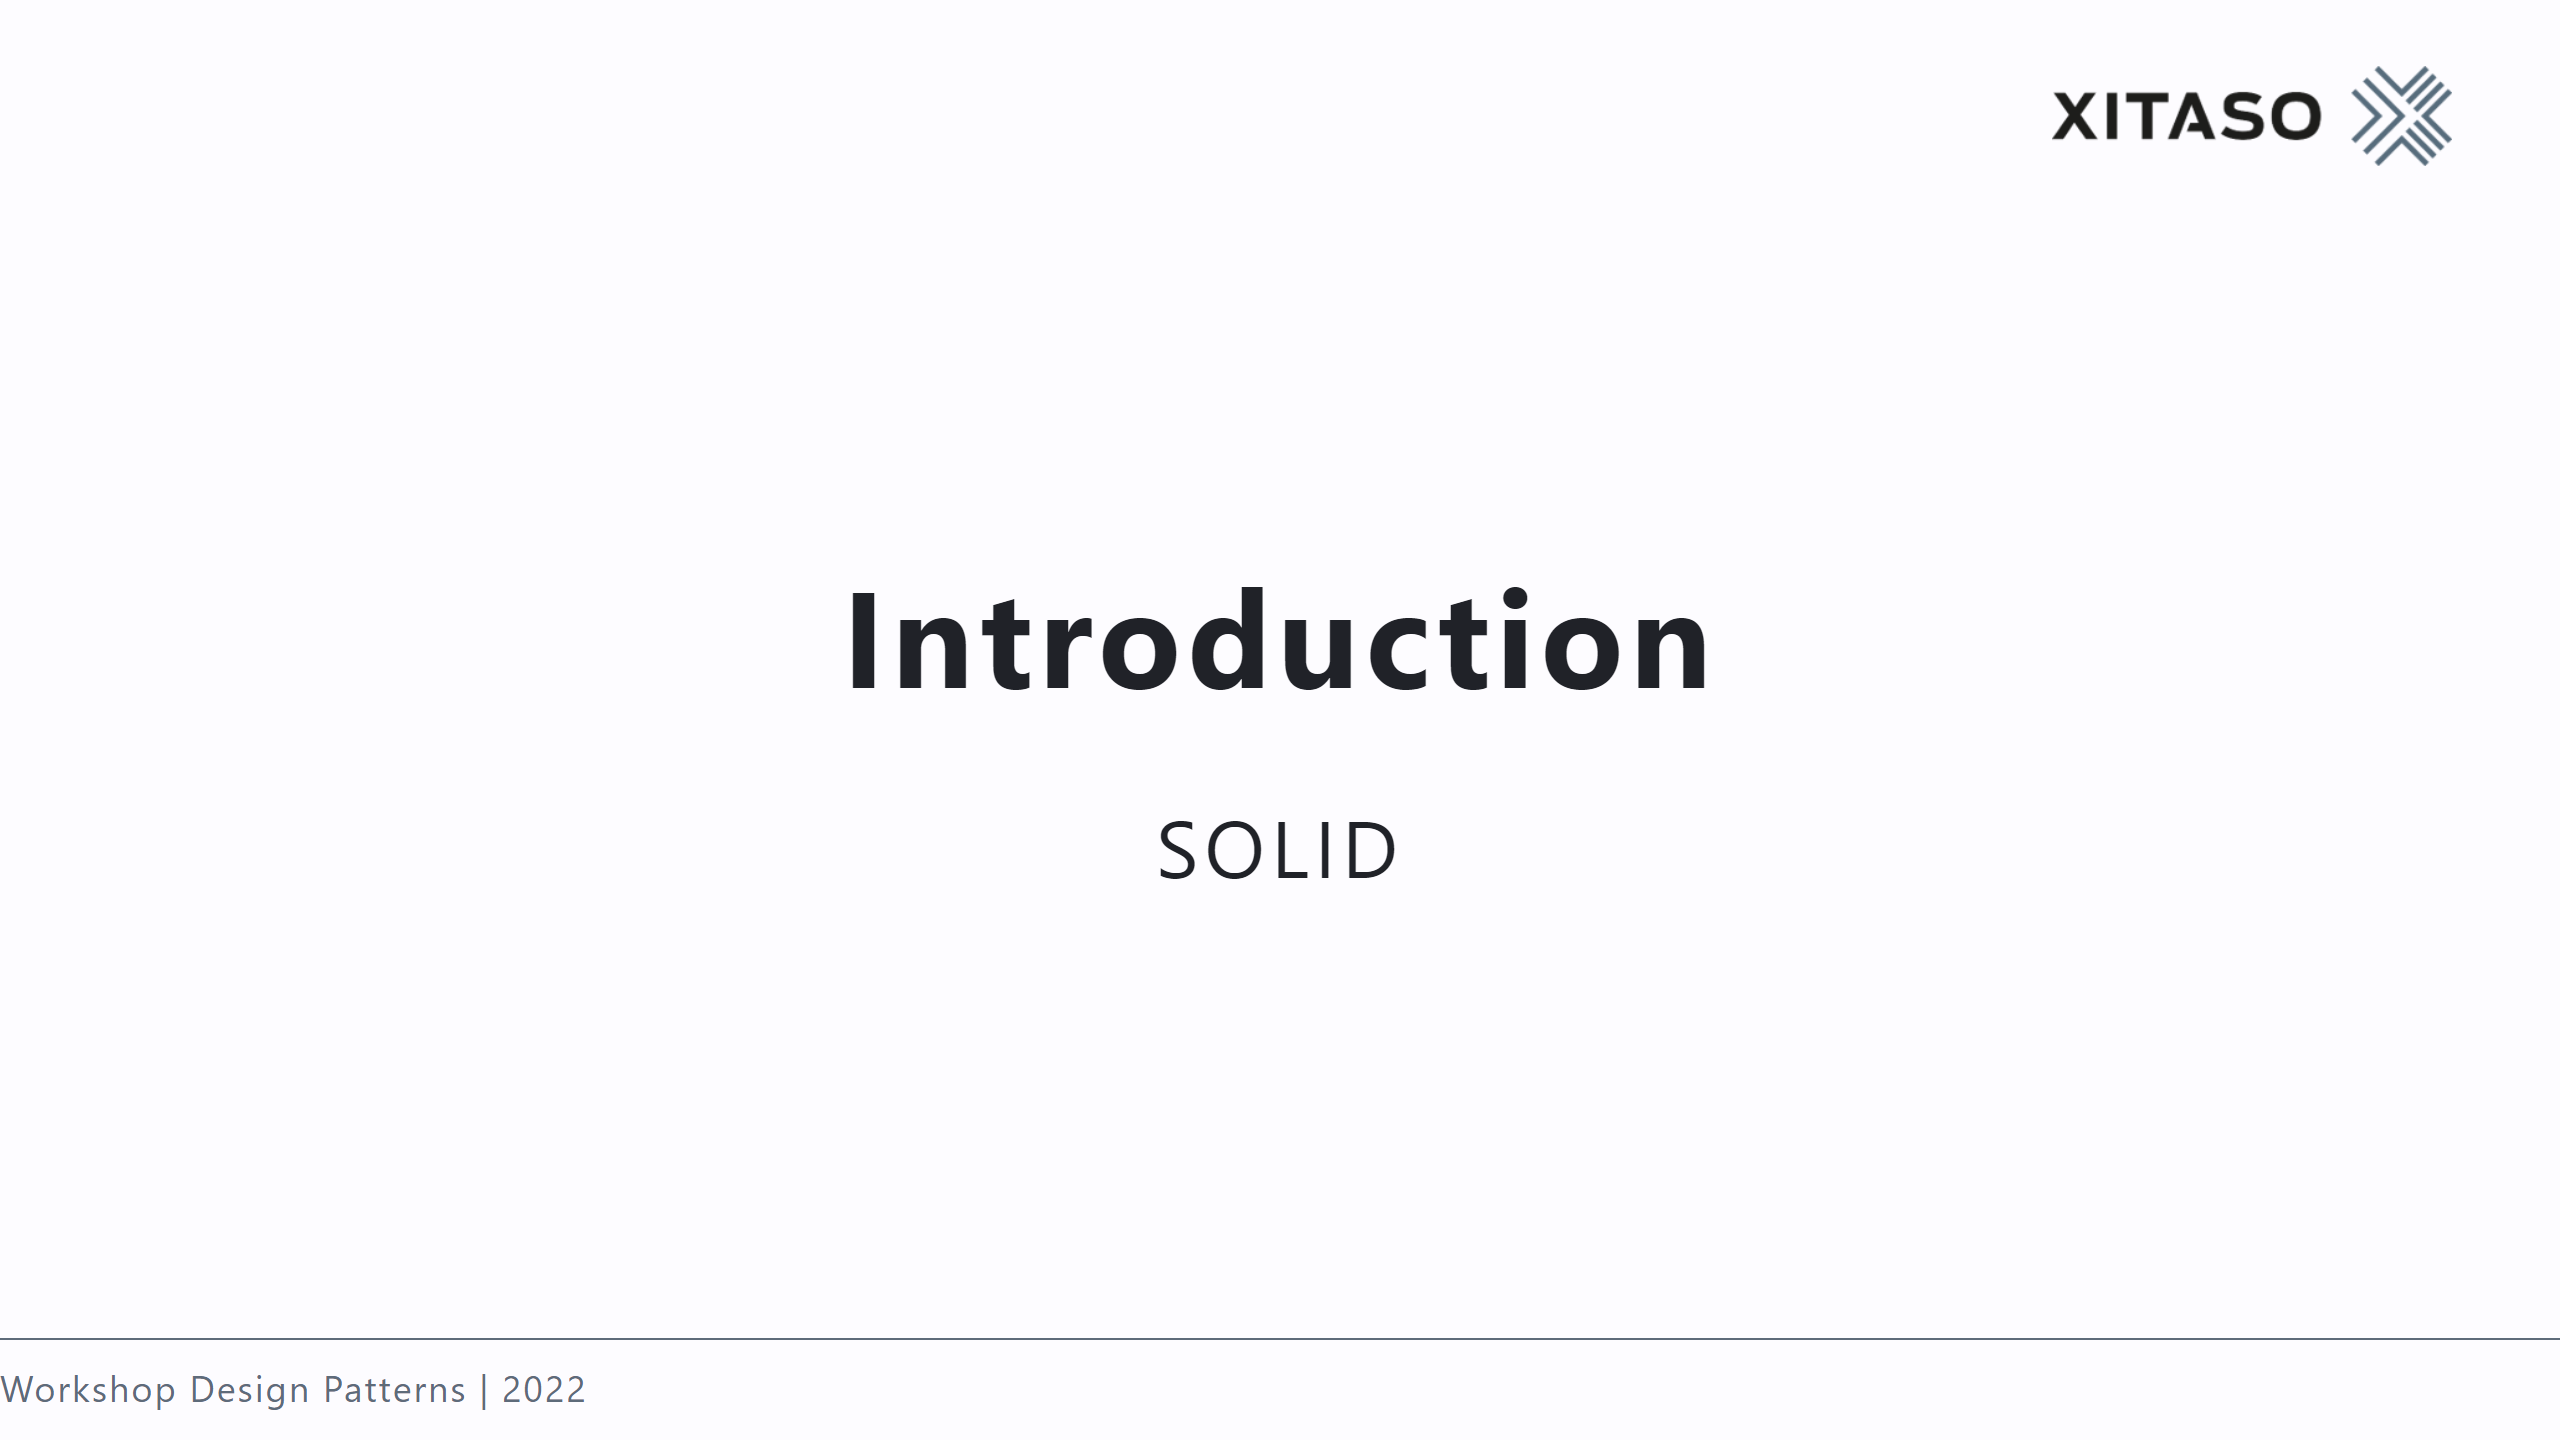 XITASO
Introduction
SOLID
Workshop Design Patterns | 2022